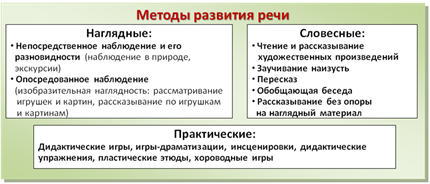 Методы развития речи
Наглядные:
• Непосредственное наблюдение и его
разновидности (наблюдение в природе,
экскурсии)
• Опосредованное наблюдение
(изобразительная наглядность: рассматривание
игрушек и картин, рассказывание по игрушкам
и картинам)
Словесные:
• Чтение и рассказывание
художественных произведений
• Заучивание наизусть
• Пересказ
• Обобщающая беседа
• Рассказывание без опоры
на наглядный материал
Практические:
Дидактические игры, игры-драматизации, инсценировки, дидактические
упражнения, пластические этюды, хороводные игры